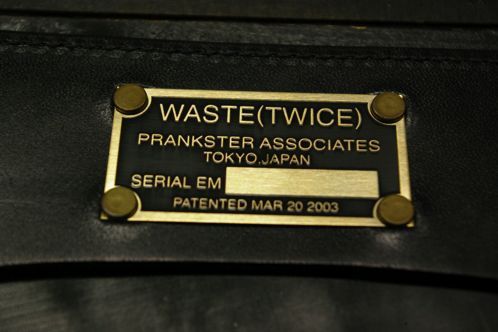 WASTE(TWICE)
PRANKSTER ASSOCIATES
TOKYO.JAPAN
SERIAL EM
PATENTED MAR 20 2003